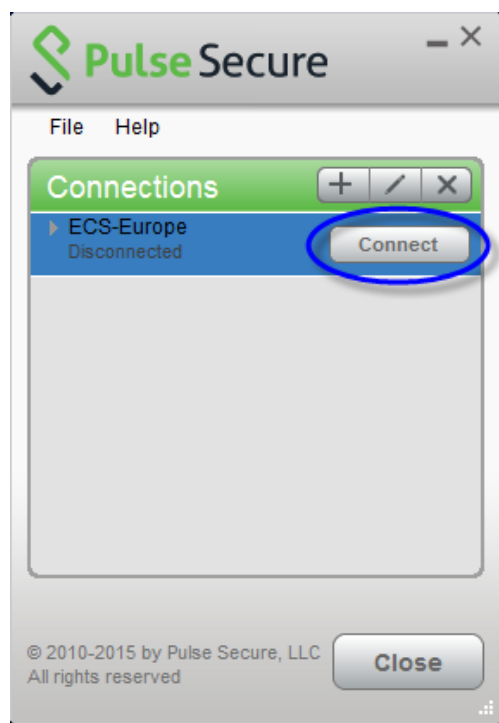 Pulse Secure
File Help
Connections
ECS-Europe
Disconnected
Connect
© 2010-2015 by Pulse Secure, LLC
All rights reserved
Close